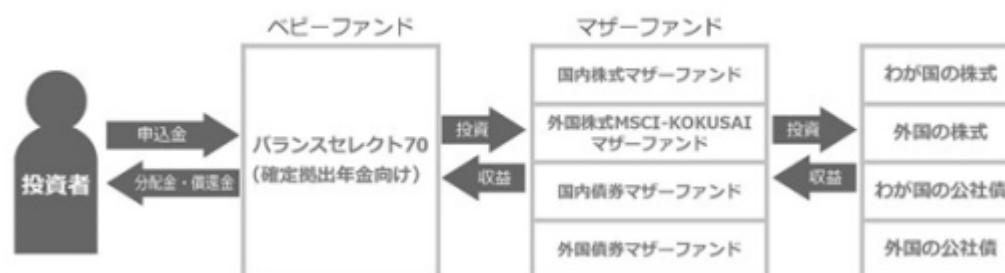 ベビーファンド
マザーファンド
投資者
申込金
分配金・償還金
バランスセレクト70
(確定拠出年金向け)
投資
収益
国内株式マザーファンド
外国株式MSCI-KOKUSAI
マザーファンド
国内債券マザーファンド
外国債券マザーファンド
投資
収益
わが国の株式
外国の株式
わが国の公社債
外国の公社債